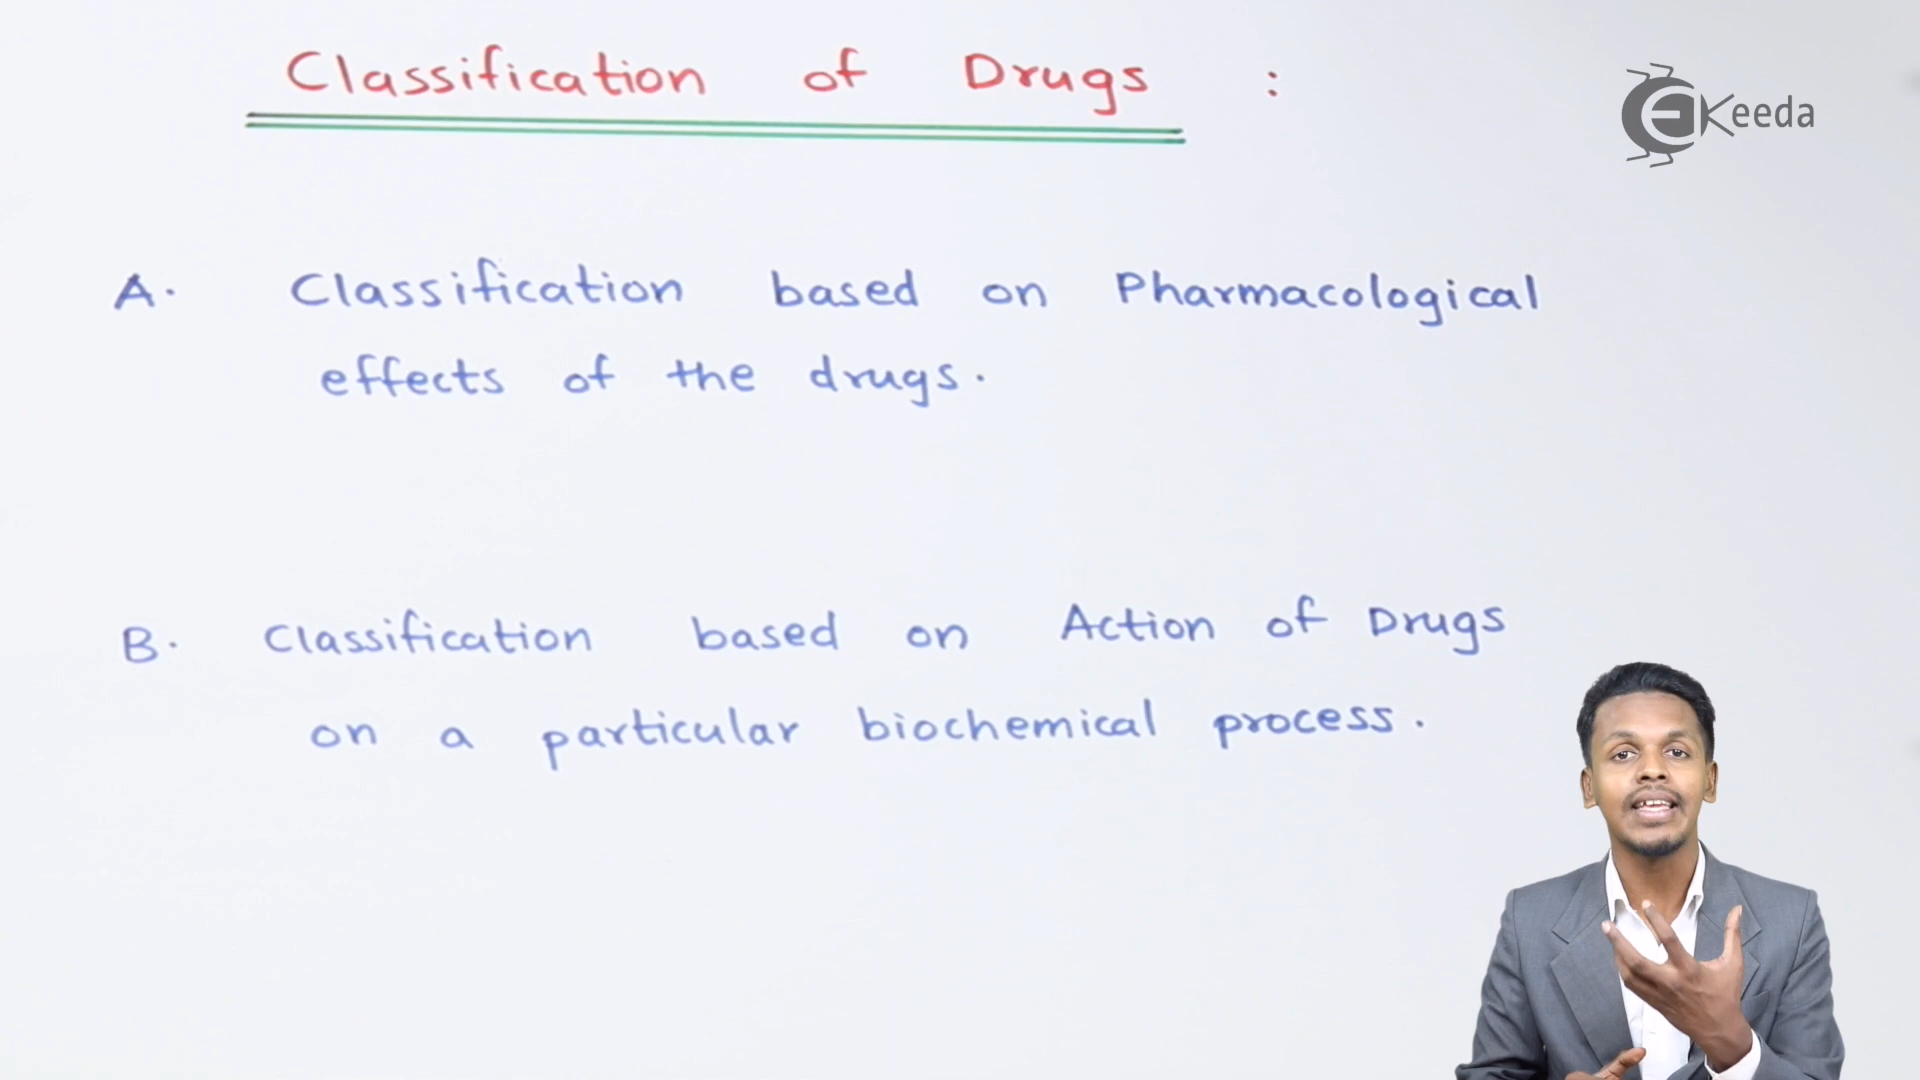 Classification of Drugs :
EKeeda
A. Classification based on Pharmacological
effects of the drugs.
B. Classification based on Action of Drugs
on a particular biochemical process.